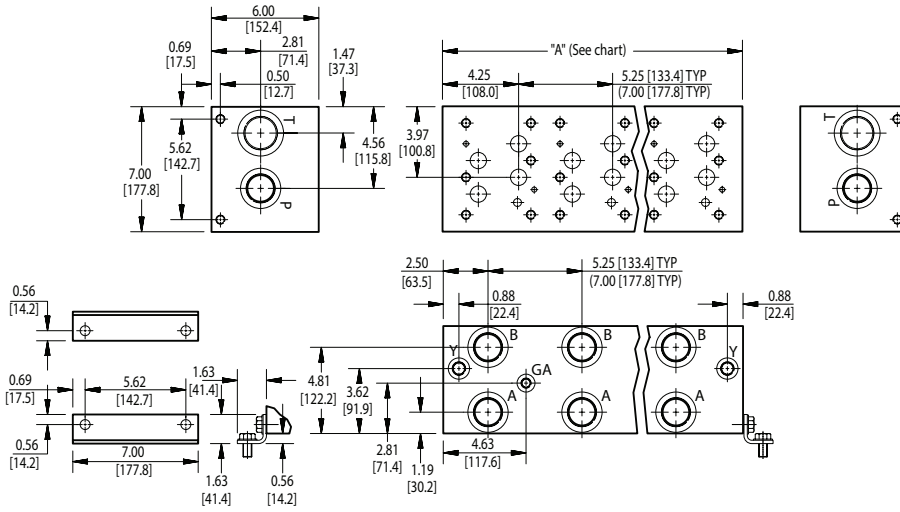 6.00
[152.4]
2.81
[71.4]
0.69
[17.5]
0.50
[12.7]
1.47
[37.3]
5.62
[142.7]
7.00
[177.8]
4.56
[115.8]
T
P
"A" (See chart)
4.25
[108.0]
5.25 [133.4] TYP
(7.00 [177.8] TYP)
3.97
[100.8]
T
P
0.56
[14.2]
0.69
[17.5]
5.62
[142.7]
0.56
[14.2]
7.00
[177.8]
1.63
[41.4]
1.63
[41.4]
0.56
[14.2]
2.50
[63.5]
5.25 [133.4] TYP
(7.00 [177.8] TYP)
0.88
[22.4]
0.88
[22.4]
B
B
B
Y
Y
GA
A
A
A
4.81
[122.2]
3.62
[91.9]
2.81
[71.4]
1.19
[30.2]
4.63
[117.6]